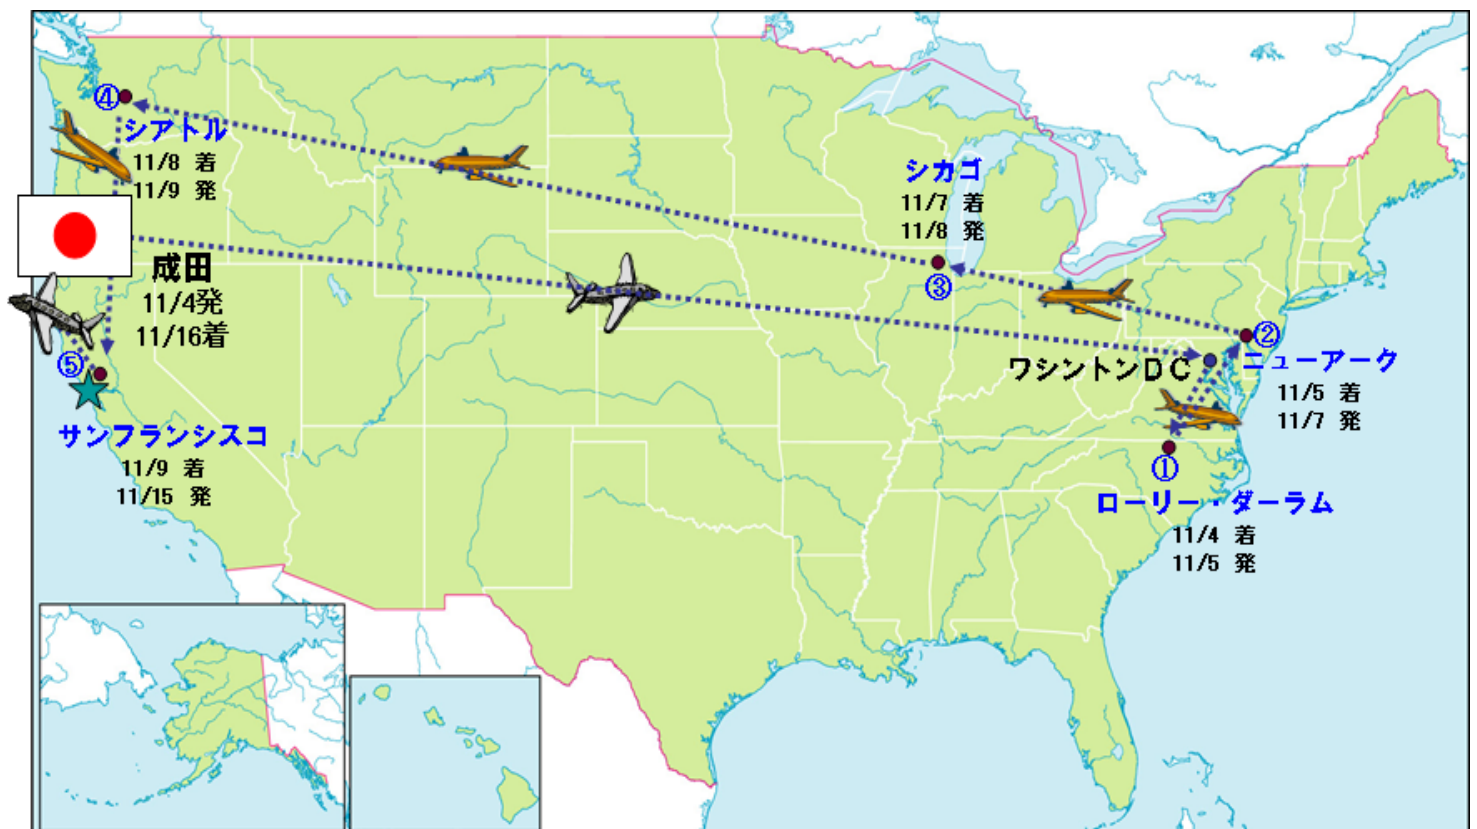 ④
シアトル
11/8 着
11/9 発
シカゴ
11/7 着
11/8 発
③
成田
11/4発
11/16着
②
ワシントンDC
ニューアーク
11/5 着
11/7 発
⑤
サンフランシスコ
11/9 着
11/15 発
①
ローリー・ダーラム
11/4 着
11/5 発